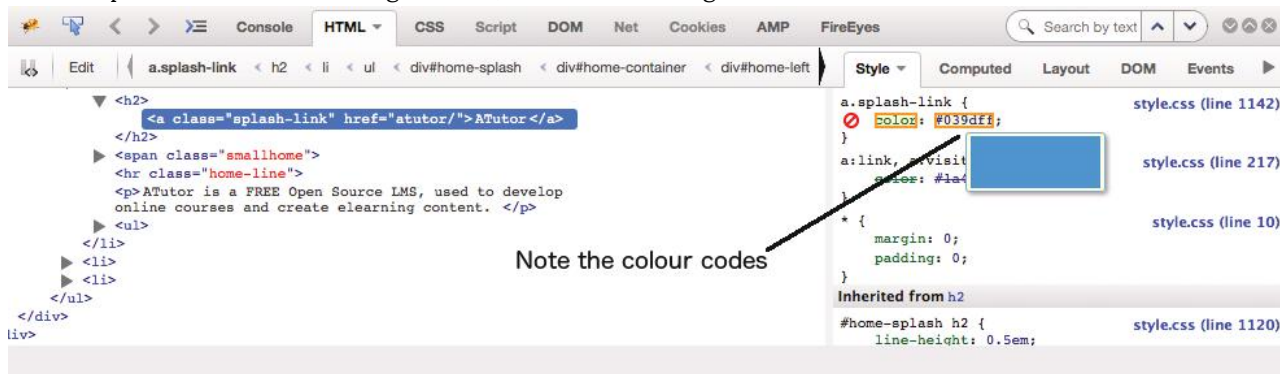 Console HTML CSS Script DOM Net Cookies AMP FireEyes Search by text
Edit a.splash-link < h2 < li < ul < div#home-splash < div#home-container < div#home-left Style Computed Layout DOM Events
<h2>
<a class="splash-link" href="atutor/">ATutor</a>
</h2>
<span class="smallhome">
<hr class="home-line">
<p>ATutor is a FREE Open Source LMS, used to develop
online courses and create elearning content. </p>
<ul>
</li>
<li>
<li>
</ul>
</div>
iv>
Note the colour codes
a.splash-link { style.css (line 1142)
color: #039dff;
}
a:link, a:visit style.css (line 217)
color: #1a4
}
* { style.css (line 10)
margin: 0;
padding: 0;
}
Inherited from h2
#home-splash h2 { style.css (line 1120)
line-height: 0.5em;